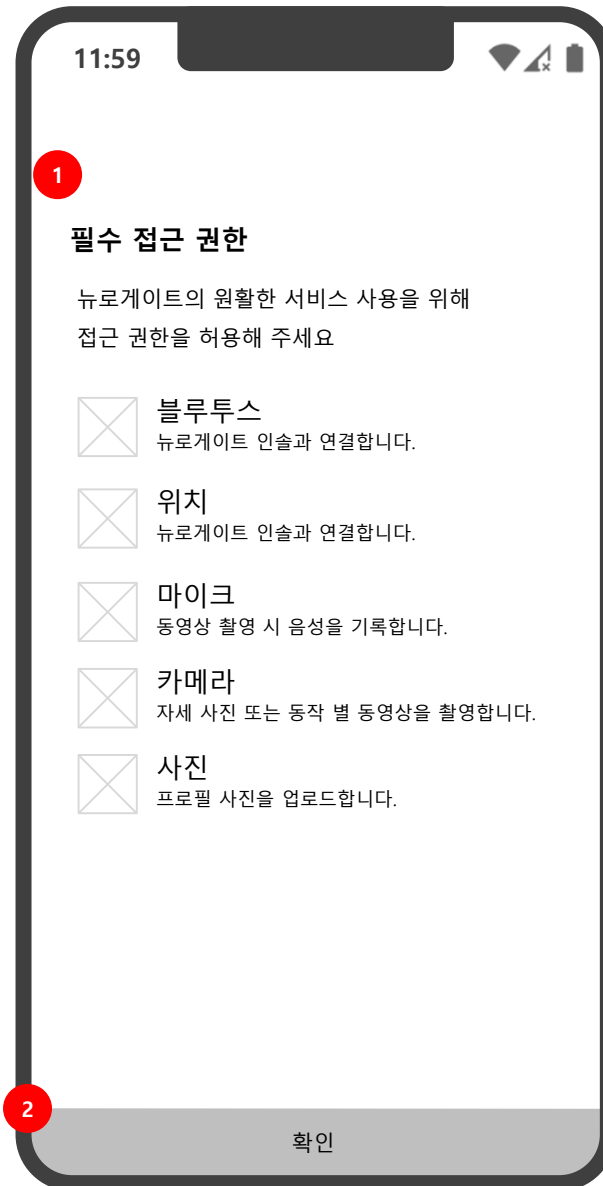 11:59
1
필수 접근 권한
뉴로게이트의 원활한 서비스 사용을 위해
접근 권한을 허용해 주세요
블루투스
뉴로게이트 인솔과 연결합니다.
위치
뉴로게이트 인솔과 연결합니다.
마이크
동영상 촬영 시 음성을 기록합니다.
카메라
자세 사진 또는 동작 별 동영상을 촬영합니다.
사진
프로필 사진을 업로드합니다.
2
확인